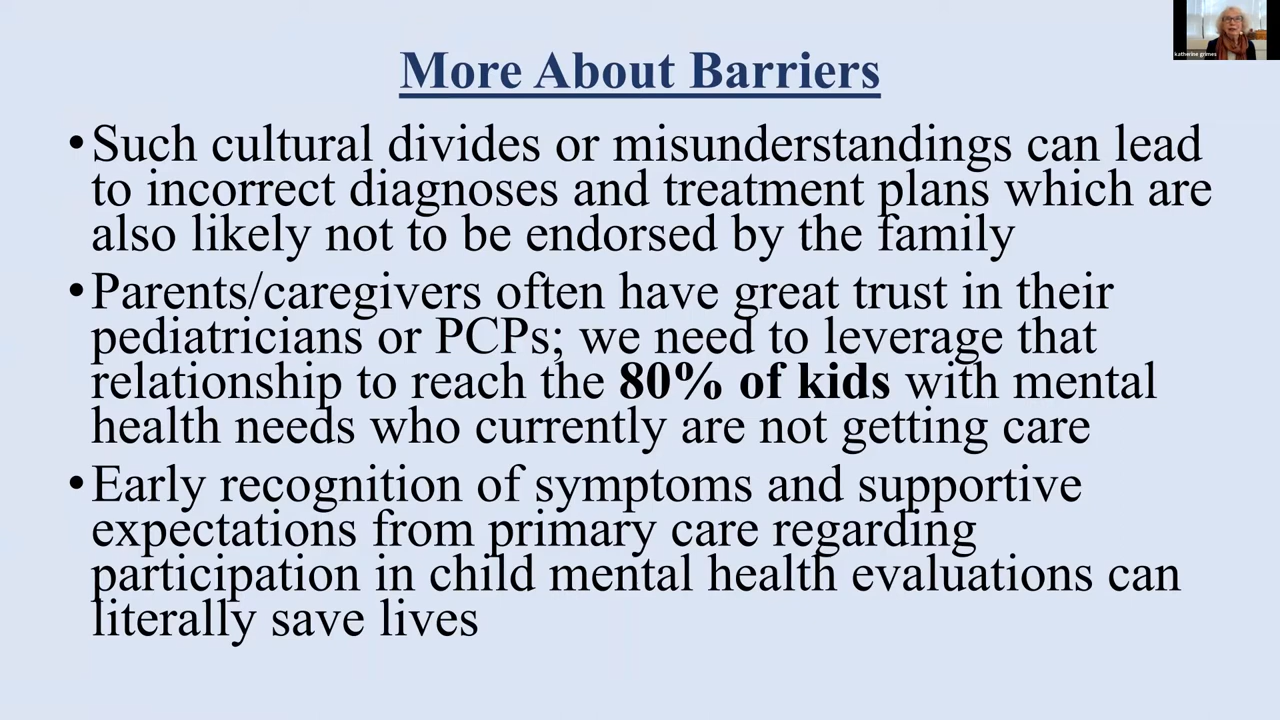 katherine grimes
More About Barriers
•Such cultural divides or misunderstandings can lead
to incorrect diagnoses and treatment plans which are
also likely not to be endorsed by the family
•Parents/caregivers often have great trust in their
pediatricians or PCPs; we need to leverage that
relationship to reach the 80% of kids with mental
health needs who currently are not getting care
•Early recognition of symptoms and supportive
expectations from primary care regarding
participation in child mental health evaluations can
literally save lives